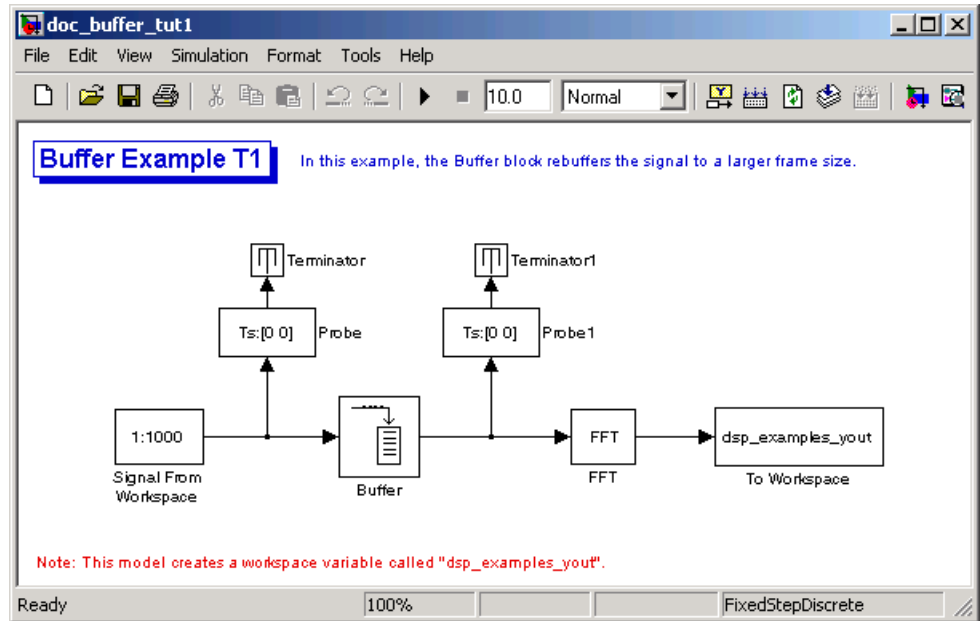 doc_buffer_tut1
File Edit View Simulation Format Tools Help
10.0 Normal
Buffer Example T1
In this example, the Buffer block rebuffers the signal to a larger frame size.
Terminator
Terminator1
Ts:[0 0]
Probe
Ts:[0 0]
Probe1
1:1000
FFT
dsp_examples_yout
Signal From
Workspace
Buffer
FFT
To Workspace
Note: This model creates a workspace variable called "dsp_examples_yout".
Ready
100%
FixedStepDiscrete